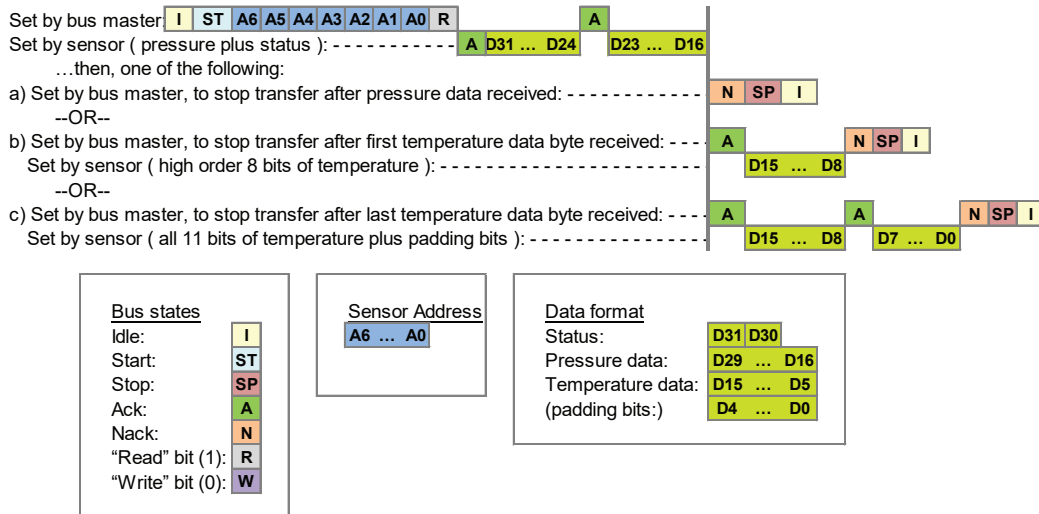 Set by bus master: I ST A6 A5 A4 A3 A2 A1 A0 R A
Set by sensor ( pressure plus status ): - - - - - - - - - - - A D31 … D24 D23 … D16
…then, one of the following:
a) Set by bus master, to stop transfer after pressure data received: - - - - - - - - - - - - N SP I
--OR--
b) Set by bus master, to stop transfer after first temperature data byte received: - - - - A N SP I
Set by sensor ( high order 8 bits of temperature ): - - - - - - - - - - - - - - - - - - - - - - - D15 … D8
--OR--
c) Set by bus master, to stop transfer after last temperature data byte received: - - - - A A N SP I
Set by sensor ( all 11 bits of temperature plus padding bits ): - - - - - - - - - - - - - - - D15 … D8 D7 … D0
Bus states
Idle: I
Start: ST
Stop: SP
Ack: A
Nack: N
“Read” bit (1): R
“Write” bit (0): W
Sensor Address
A6 … A0
Data format
Status: D31 D30
Pressure data: D29 … D16
Temperature data: D15 … D5
(padding bits:) D4 … D0